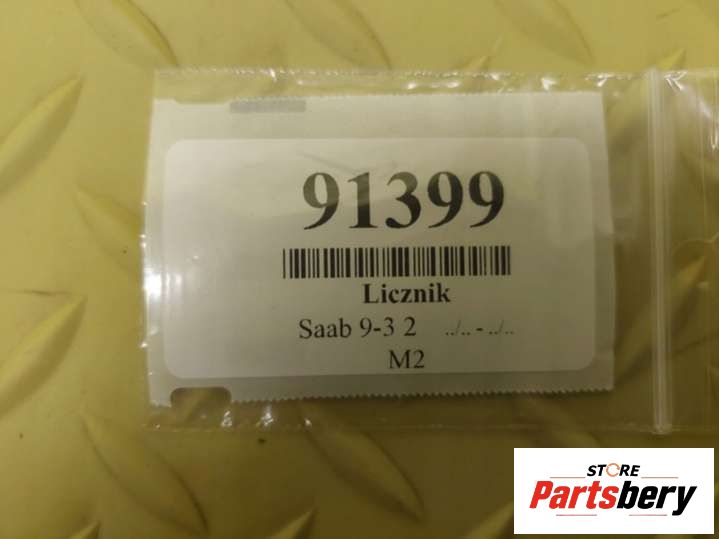 91399
Licznik
Saab 9-3 2 ../.. - ../..
M2
STORE
Partsbery